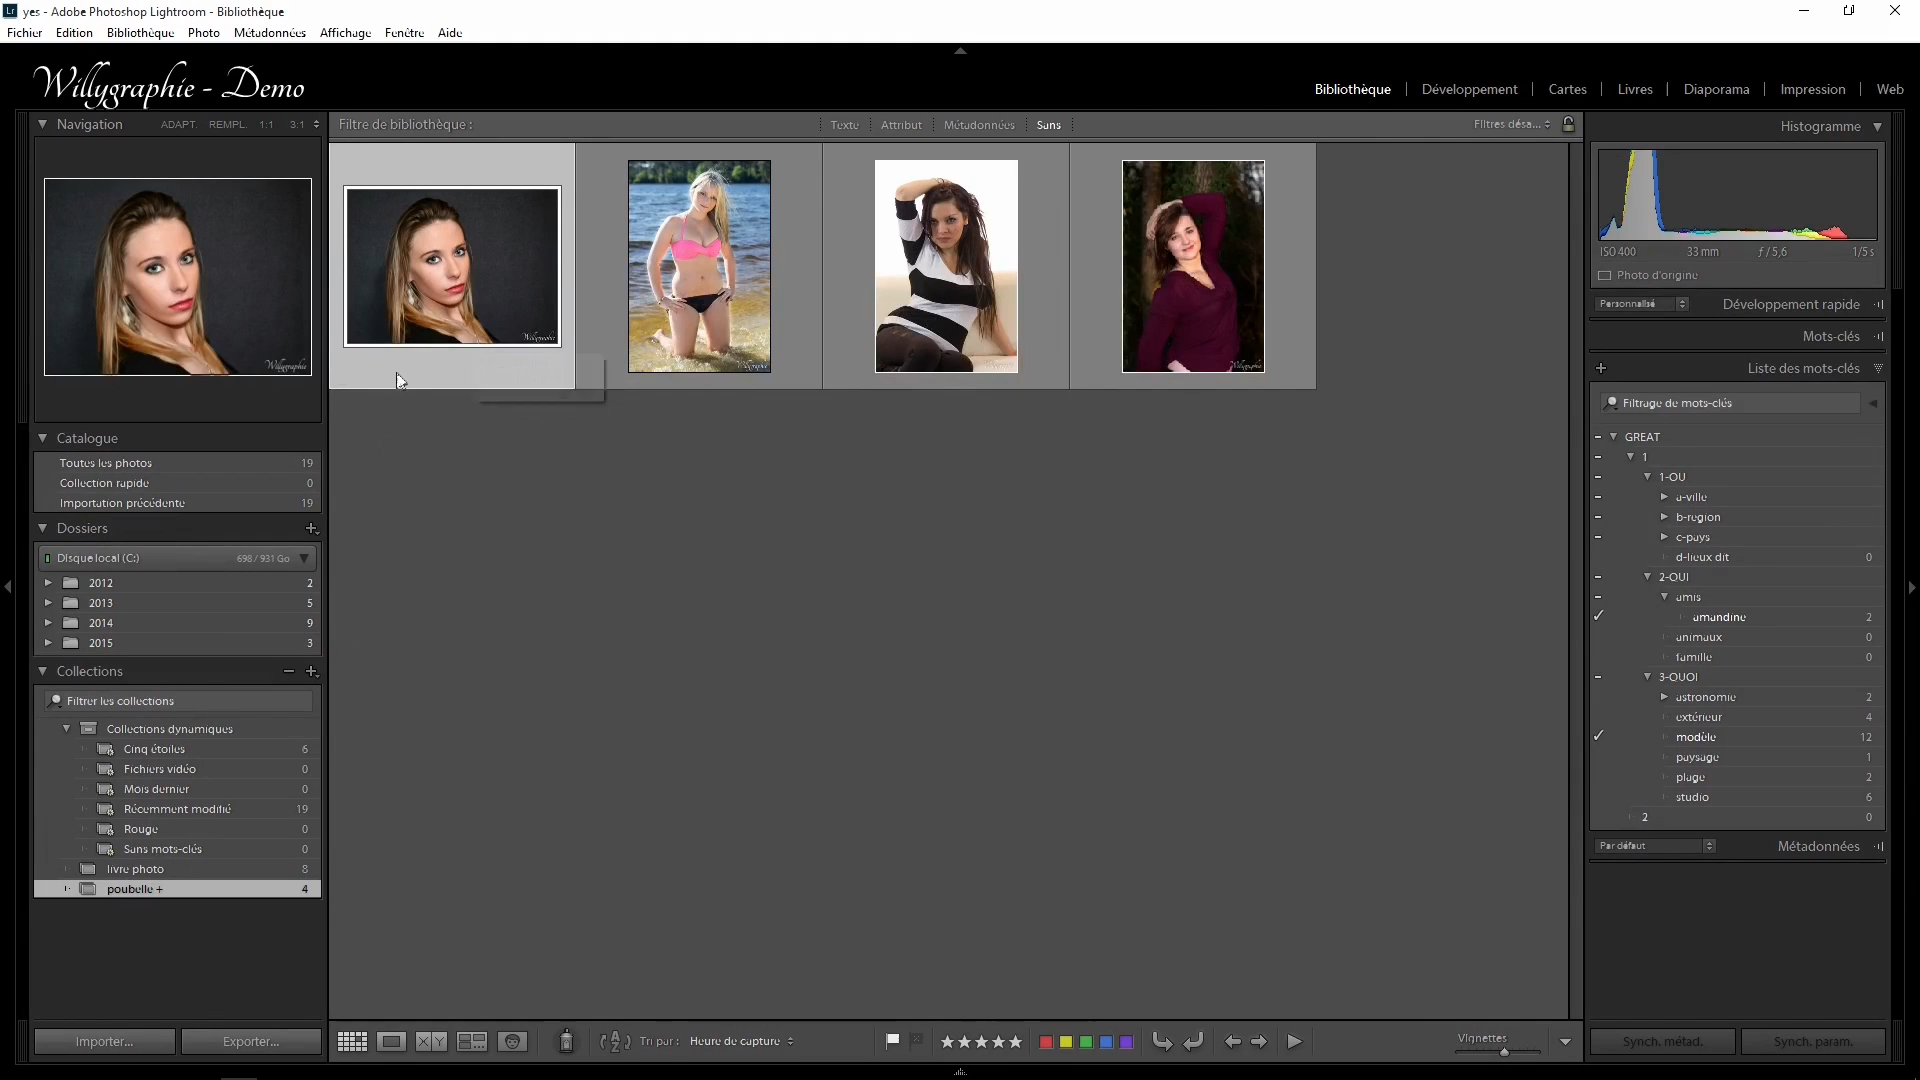 Lr yes - Adobe Photoshop Lightroom - Bibliothèque
Fichier Edition Bibliothèque Photo Métadonnées Affichage Fenêtre Aide
Willygraphie - Demo
Bibliothèque | Développement | Cartes | Livres | Diaporama | Impression | Web
Navigation ADAPT. REMPL. 1:1 3:1
Filtre de bibliothèque : Texte Attribut Métadonnées Sans Filtres désa...
Histogramme
ISO 400 33 mm ƒ / 5,6 1/5 s
Photo d'origine
Personnalisé Développement rapide
Mots-clés
Liste des mots-clés
Filtrage de mots-clés
GREAT
1
1-OU
a-ville
b-region
c-pays
d-lieux dit 0
2-QUI
amis
amandine 2
animaux 0
famille 0
3-QUOI
astronomie 2
extérieur 4
modèle 12
paysage 1
plage 2
studio 6
2 0
Par défaut Métadonnées
Willygraphie
Willygraphie
Willygraphie
Willygraphie
Willygraphie
Catalogue
Toutes les photos 19
Collection rapide 0
Importation précédente 19
Dossiers
Disque local (C:) 698 / 931 Go
2012 2
2013 5
2014 9
2015 3
Collections
Filtrer les collections
Collections dynamiques
Cinq étoiles 6
Fichiers vidéo 0
Mois dernier 0
Récemment modifié 19
Rouge 0
Sans mots-clés 0
livre photo 8
poubelle + 4
Importer... Exporter...
Tri par : Heure de capture
Vignettes
Synch. métad. Synch. param.